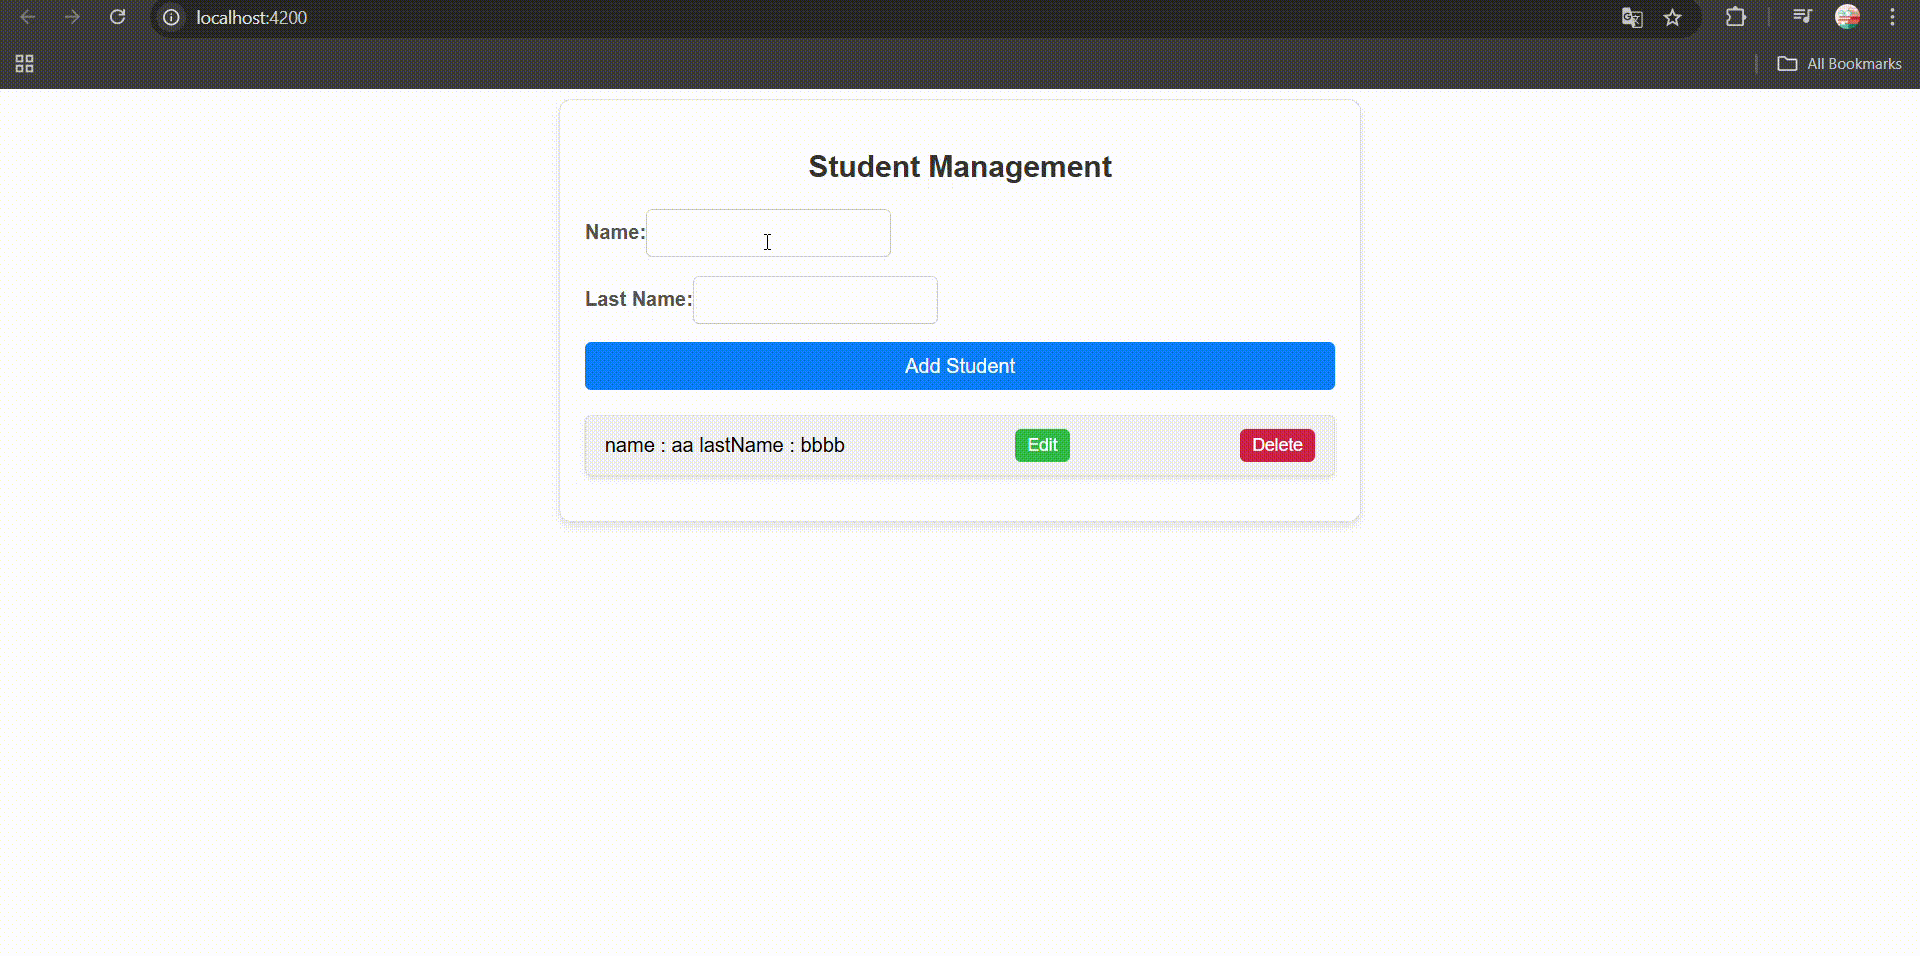 localhost:4200
All Bookmarks
Student Management
Name:
Last Name:
Add Student
name : aa lastName : bbbb Edit Delete